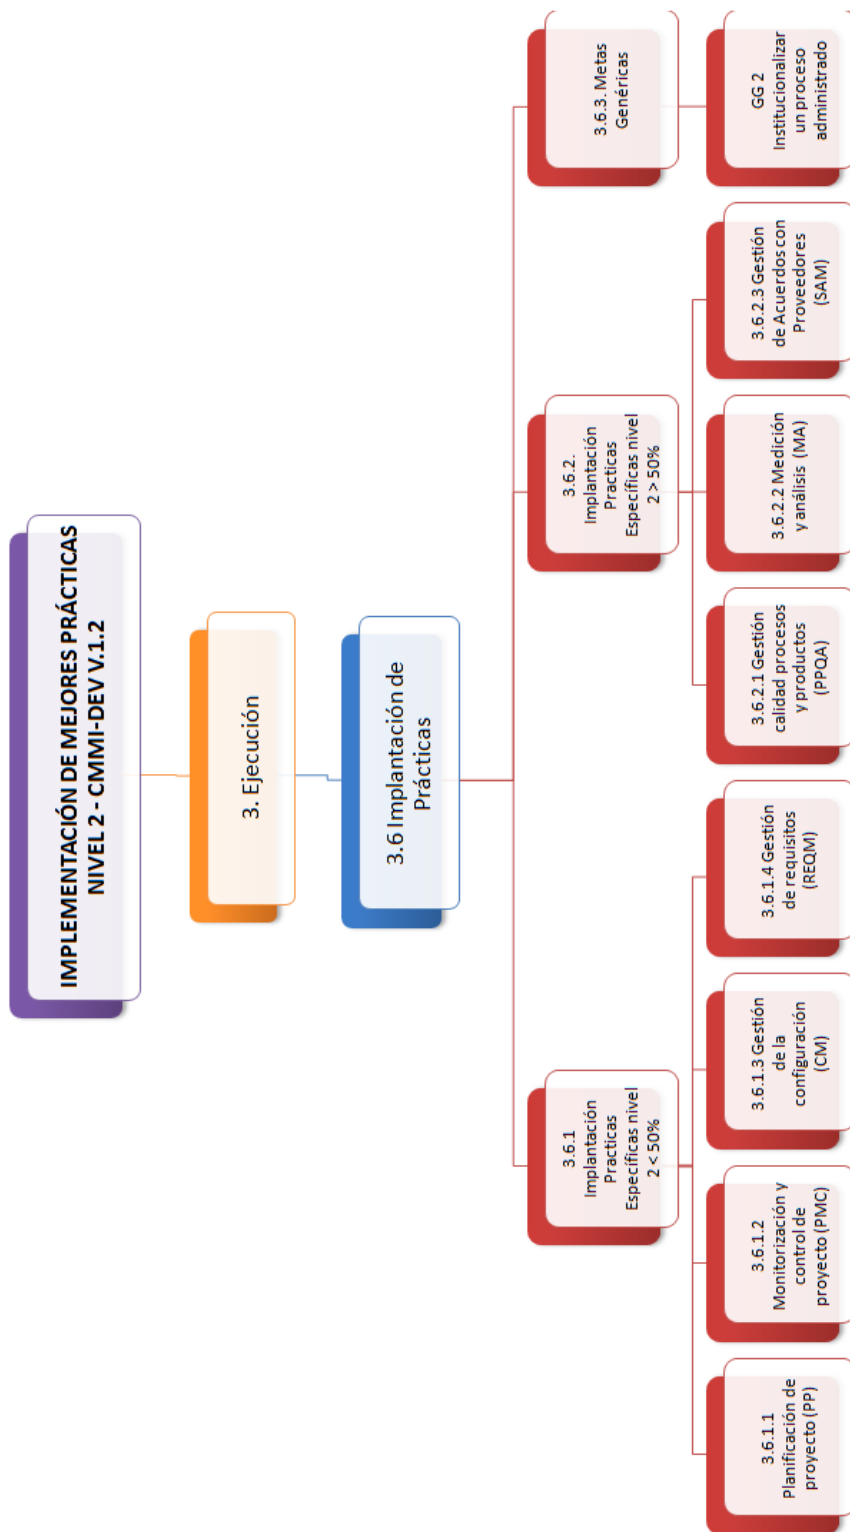 IMPLEMENTACIÓN DE MEJORES PRÁCTICAS
NIVEL 2 - CMMI-DEV V.1.2
3. Ejecución
3.6 Implantación de
Prácticas
3.6.1
Implantación
Practicas
Específicas nivel
2 < 50%
3.6.2.
Implantación
Practicas
Específicas nivel
2 > 50%
3.6.3. Metas
Genéricas
3.6.1.1
Planificación de
proyecto (PP)
3.6.1.2
Monitorización y
control de
proyecto (PMC)
3.6.1.3 Gestión
de la
configuración
(CM)
3.6.1.4 Gestión
de requisitos
(REQM)
3.6.2.1 Gestión
calidad procesos
y productos
(PPQA)
3.6.2.2 Medición
y análisis (MA)
3.6.2.3 Gestión
de Acuerdos con
Proveedores
(SAM)
GG 2
Institucionalizar
un proceso
administrado